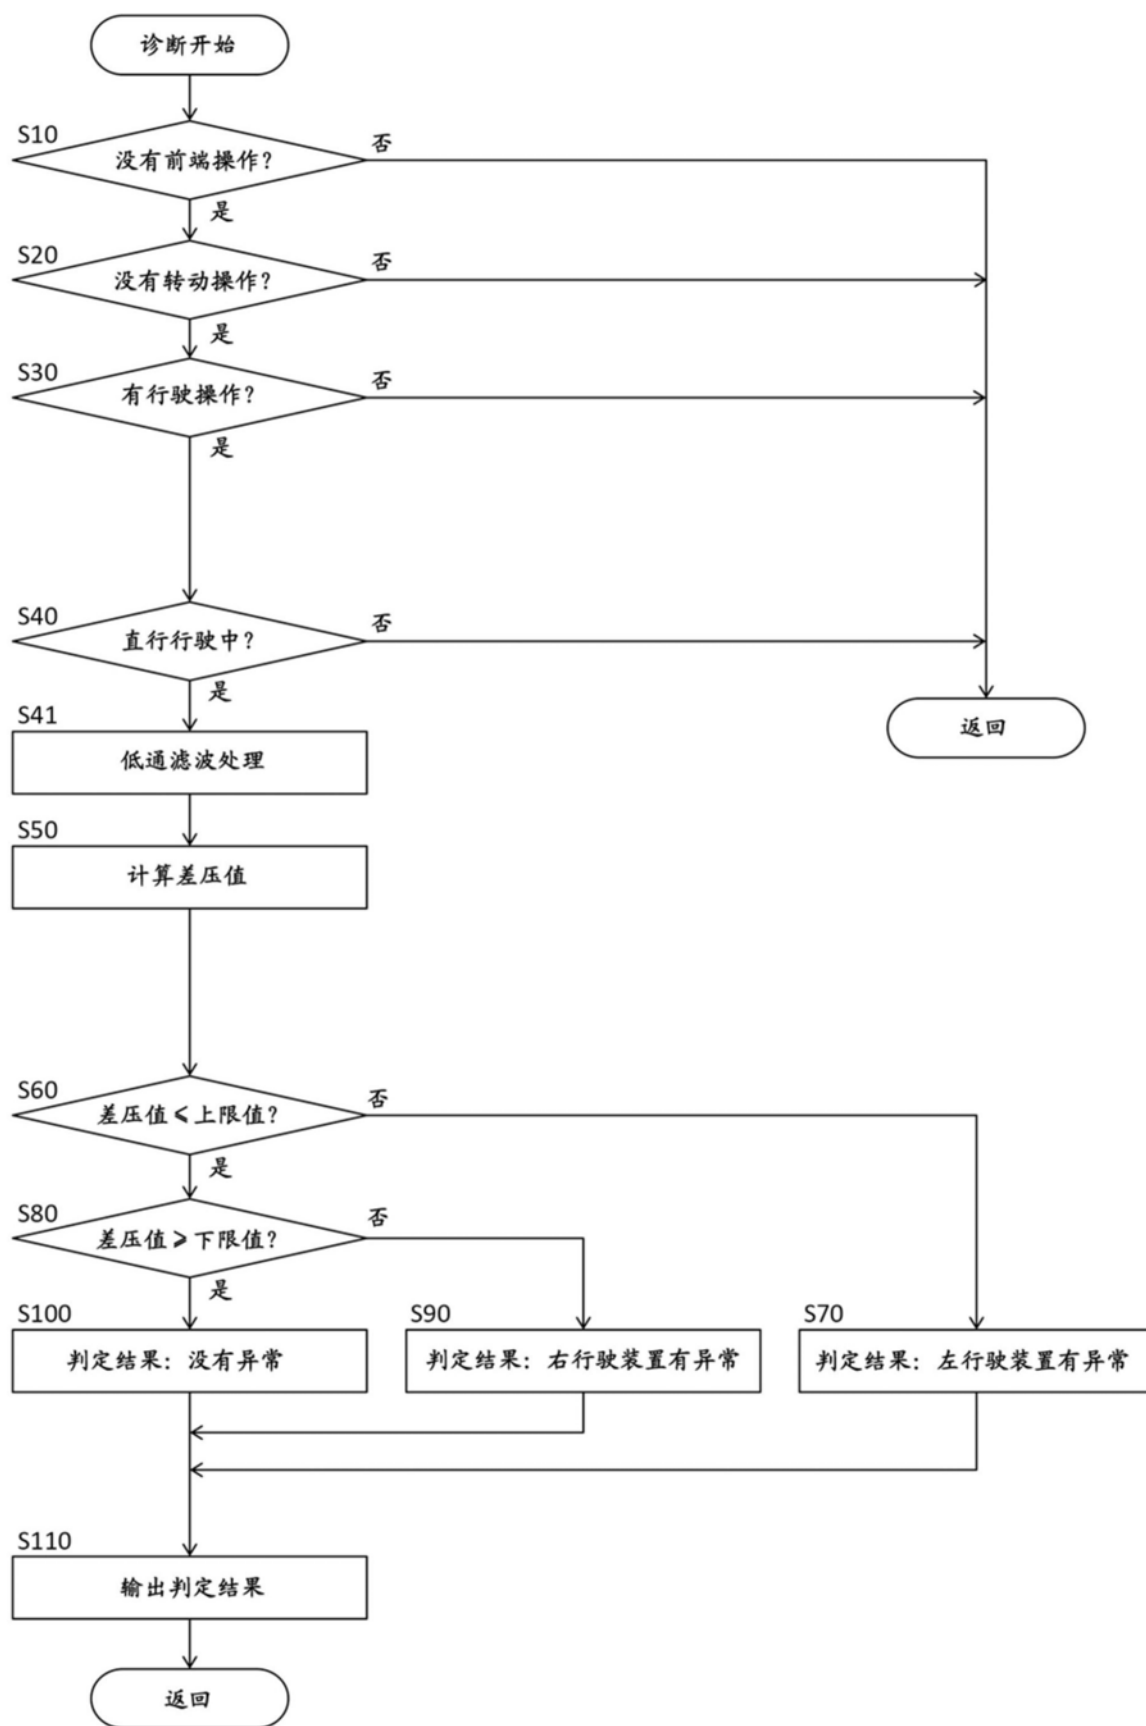 诊断开始
S10
没有前端操作?
否
是
S20
没有转动操作?
否
是
S30
有行驶操作?
否
是
S40
直行行驶中?
否
是
返回
S41
低通滤波处理
S50
计算差压值
S60
差压值≤上限值?
否
是
S80
差压值≥下限值?
否
是
S100
判定结果：没有异常
S90
判定结果：右行驶装置有异常
S70
判定结果：左行驶装置有异常
S110
输出判定结果
返回